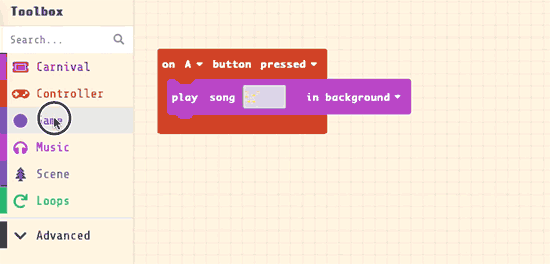 Toolbox
Search...
Carnival
Controller
Music
Scene
Loops
Advanced
on A button pressed
play song in background